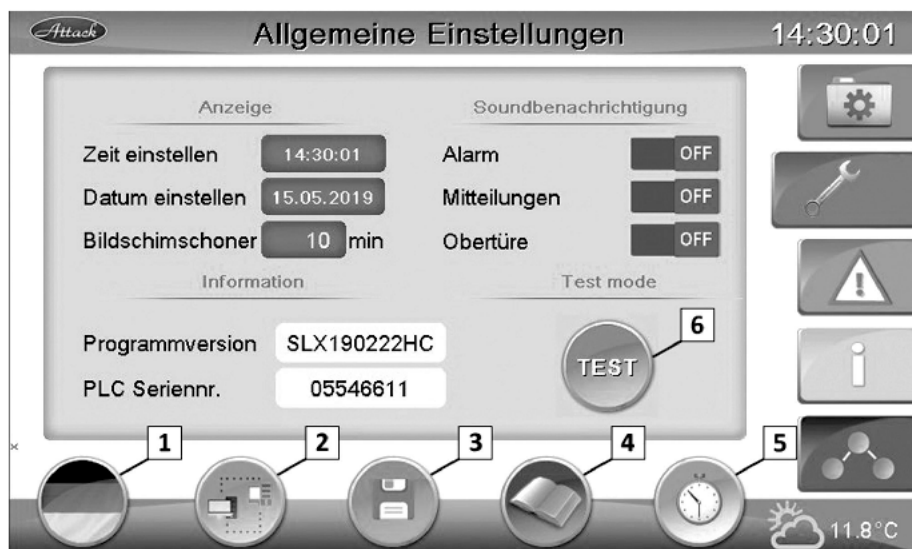 Attack
Allgemeine Einstellungen
14:30:01
Anzeige
Soundbenachrichtigung
Zeit einstellen
14:30:01
Alarm
OFF
Datum einstellen
15.05.2019
Mitteilungen
OFF
Bildschimschoner
10 min
Obertüre
OFF
Information
Test mode
6
Programmversion
SLX190222HC
TEST
PLC Seriennr.
05546611
1
2
3
4
5
11.8°C